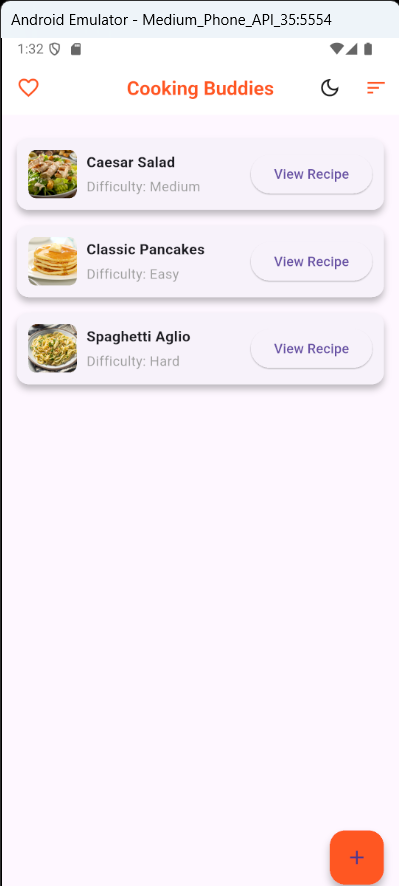 Android Emulator - Medium_Phone_API_35:5554
1:32
Cooking Buddies
Caesar Salad
Difficulty: Medium
View Recipe
Classic Pancakes
Difficulty: Easy
View Recipe
Spaghetti Aglio
Difficulty: Hard
View Recipe
+